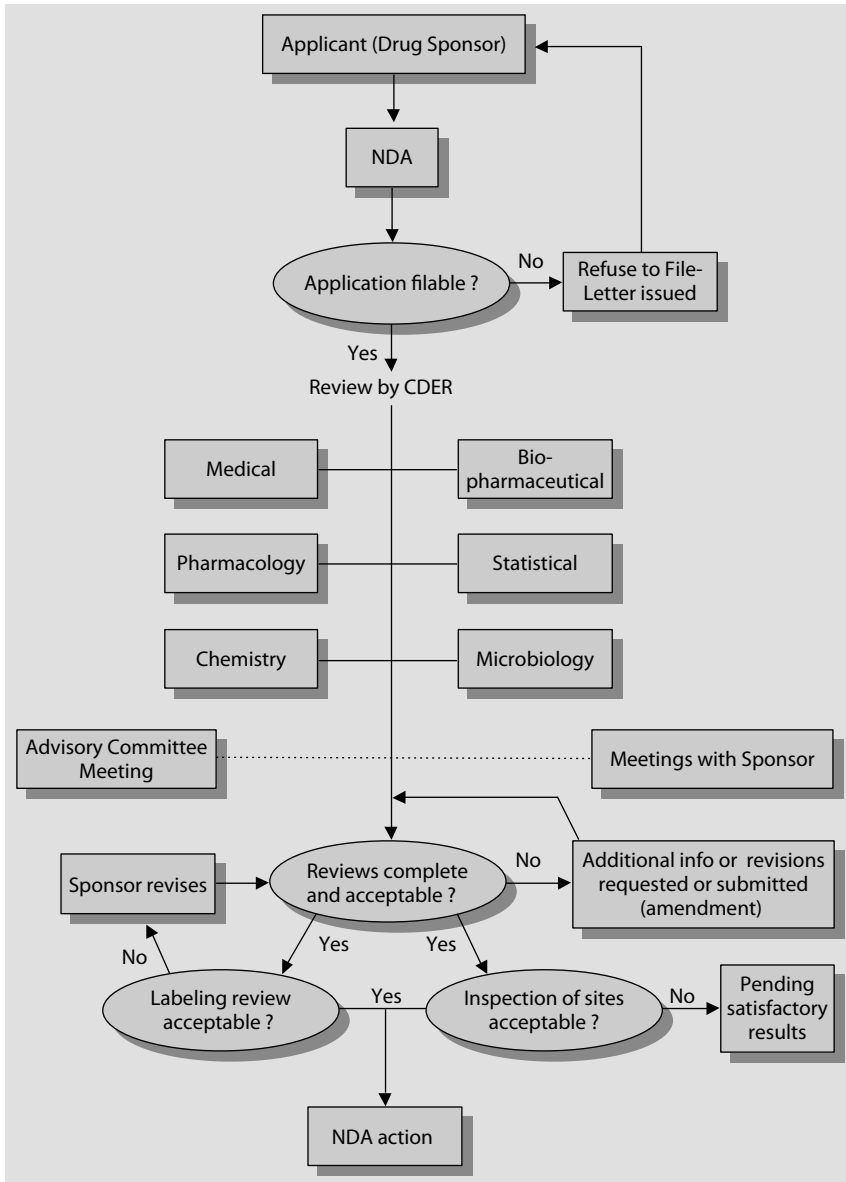 Applicant (Drug Sponsor)
NDA
Application filable ?
No
Refuse to File-
Letter issued
Yes
Review by CDER
Medical
Bio-
pharmaceutical
Pharmacology
Statistical
Chemistry
Microbiology
Advisory Committee
Meeting
Meetings with Sponsor
Sponsor revises
Reviews complete
and acceptable ?
No
Additional info or revisions
requested or submitted
(amendment)
No
Yes
Yes
Labeling review
acceptable ?
Yes
Inspection of sites
acceptable ?
No
Pending
satisfactory
results
NDA action